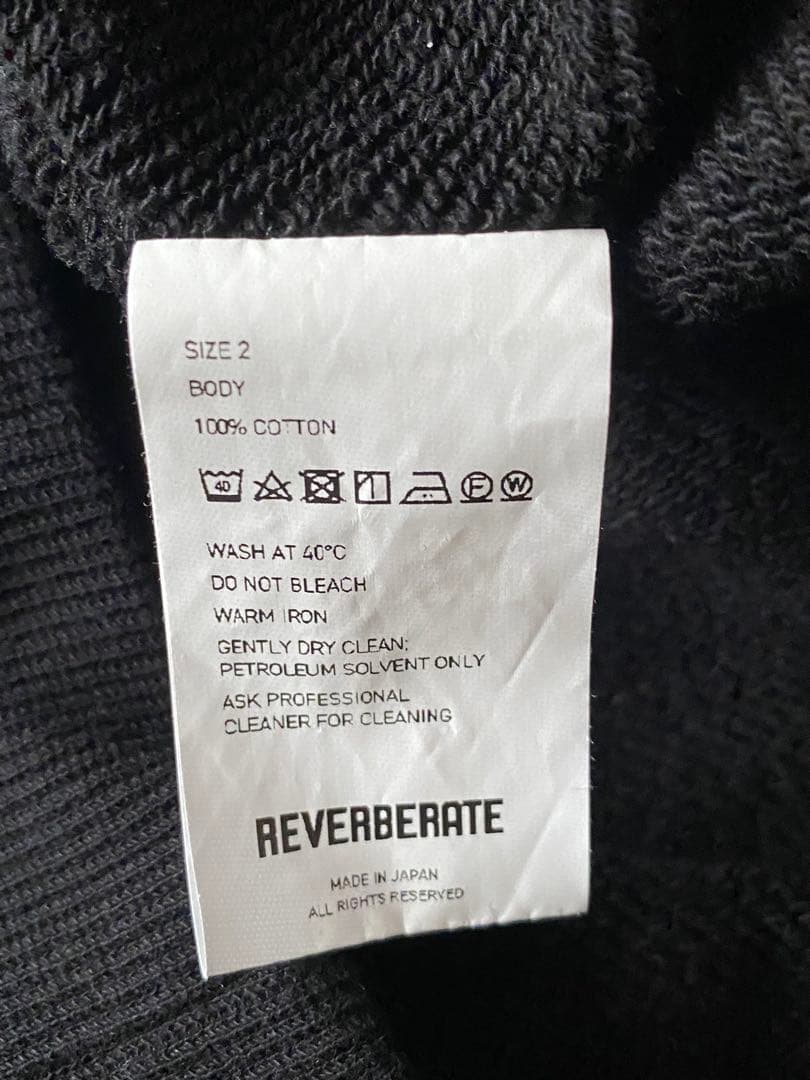 SIZE 2
BODY
100% COTTON
40 F W
WASH AT 40°C
DO NOT BLEACH
WARM IRON
GENTLY DRY CLEAN;
PETROLEUM SOLVENT ONLY
ASK PROFESSIONAL
CLEANER FOR CLEANING
REVERBERATE
MADE IN JAPAN
ALL RIGHTS RESERVED